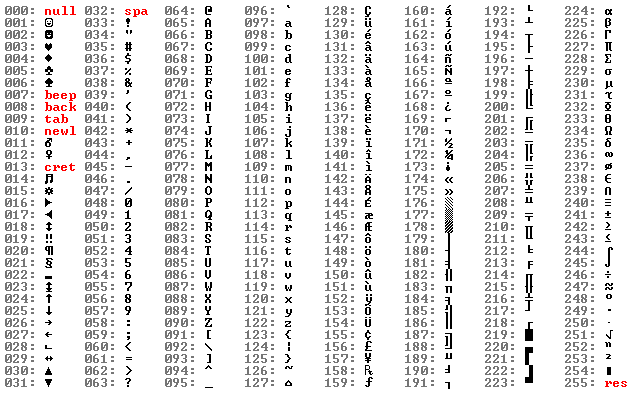 000: null 032: spa 064: @ 096: ` 128: Ç 160: á 192: └ 224: α
001: ☺ 033: ! 065: A 097: a 129: ü 161: í 193: ┴ 225: ß
002: ☻ 034: " 066: B 098: b 130: é 162: ó 194: ┬ 226: Γ
003: ♥ 035: # 067: C 099: c 131: â 163: ú 195: ├ 227: π
004: ♦ 036: $ 068: D 100: d 132: ä 164: ñ 196: ─ 228: Σ
005: ♣ 037: % 069: E 101: e 133: à 165: Ñ 197: ┼ 229: σ
006: ♠ 038: & 070: F 102: f 134: å 166: ª 198: ╞ 230: µ
007: beep 039: ' 071: G 103: g 135: ç 167: º 199: ╟ 231: τ
008: back 040: ( 072: H 104: h 136: ê 168: ¿ 200: ╚ 232: Φ
009: tab 041: ) 073: I 105: i 137: ë 169: ⌐ 201: ╔ 233: Θ
010: newl 042: * 074: J 106: j 138: è 170: ¬ 202: ╩ 234: Ω
011: ♂ 043: + 075: K 107: k 139: ï 171: ½ 203: ╦ 235: δ
012: ♀ 044: , 076: L 108: l 140: î 172: ¼ 204: ╠ 236: ∞
013: cret 045: - 077: M 109: m 141: ì 173: ¡ 205: ═ 237: ø
014: ♫ 046: . 078: N 110: n 142: Ä 174: « 206: ╬ 238: ∈
015: ☼ 047: / 079: O 111: o 143: Å 175: » 207: ╧ 239: ∩
016: ► 048: 0 080: P 112: p 144: É 176: ░ 208: ╨ 240: ≡
017: ◄ 049: 1 081: Q 113: q 145: æ 177: ▒ 209: ╤ 241: ±
018: ↕ 050: 2 082: R 114: r 146: Æ 178: ▓ 210: ╥ 242: ≥
019: ‼ 051: 3 083: S 115: s 147: ô 179: │ 211: ╙ 243: ≤
020: ¶ 052: 4 084: T 116: t 148: ö 180: ┤ 212: ╘ 244: ⌠
021: § 053: 5 085: U 117: u 149: ò 181: ╡ 213: ╒ 245: ⌡
022: ▬ 054: 6 086: V 118: v 150: û 182: ╢ 214: ╓ 246: ÷
023: ↨ 055: 7 087: W 119: w 151: ù 183: ╖ 215: ╫ 247: ≈
024: ↑ 056: 8 088: X 120: x 152: ÿ 184: ╕ 216: ╪ 248: °
025: ↓ 057: 9 089: Y 121: y 153: Ö 185: ╣ 217: ┘ 249: ∙
026: → 058: : 090: Z 122: z 154: Ü 186: ║ 218: ┌ 250: ·
027: ← 059: ; 091: [ 123: { 155: ¢ 187: ╗ 219: █ 251: √
028: ∟ 060: < 092: \ 124: ¦ 156: £ 188: ╝ 220: ▄ 252: ⁿ
029: ↔ 061: = 093: ] 125: } 157: ¥ 189: ╜ 221: ▌ 253: ²
030: ▲ 062: > 094: ^ 126: ~ 158: ₧ 190: ╛ 222: ▐ 254: ■
031: ▼ 063: ? 095: _ 127: ⌂ 159: ƒ 191: ┐ 223: ▀ 255: res